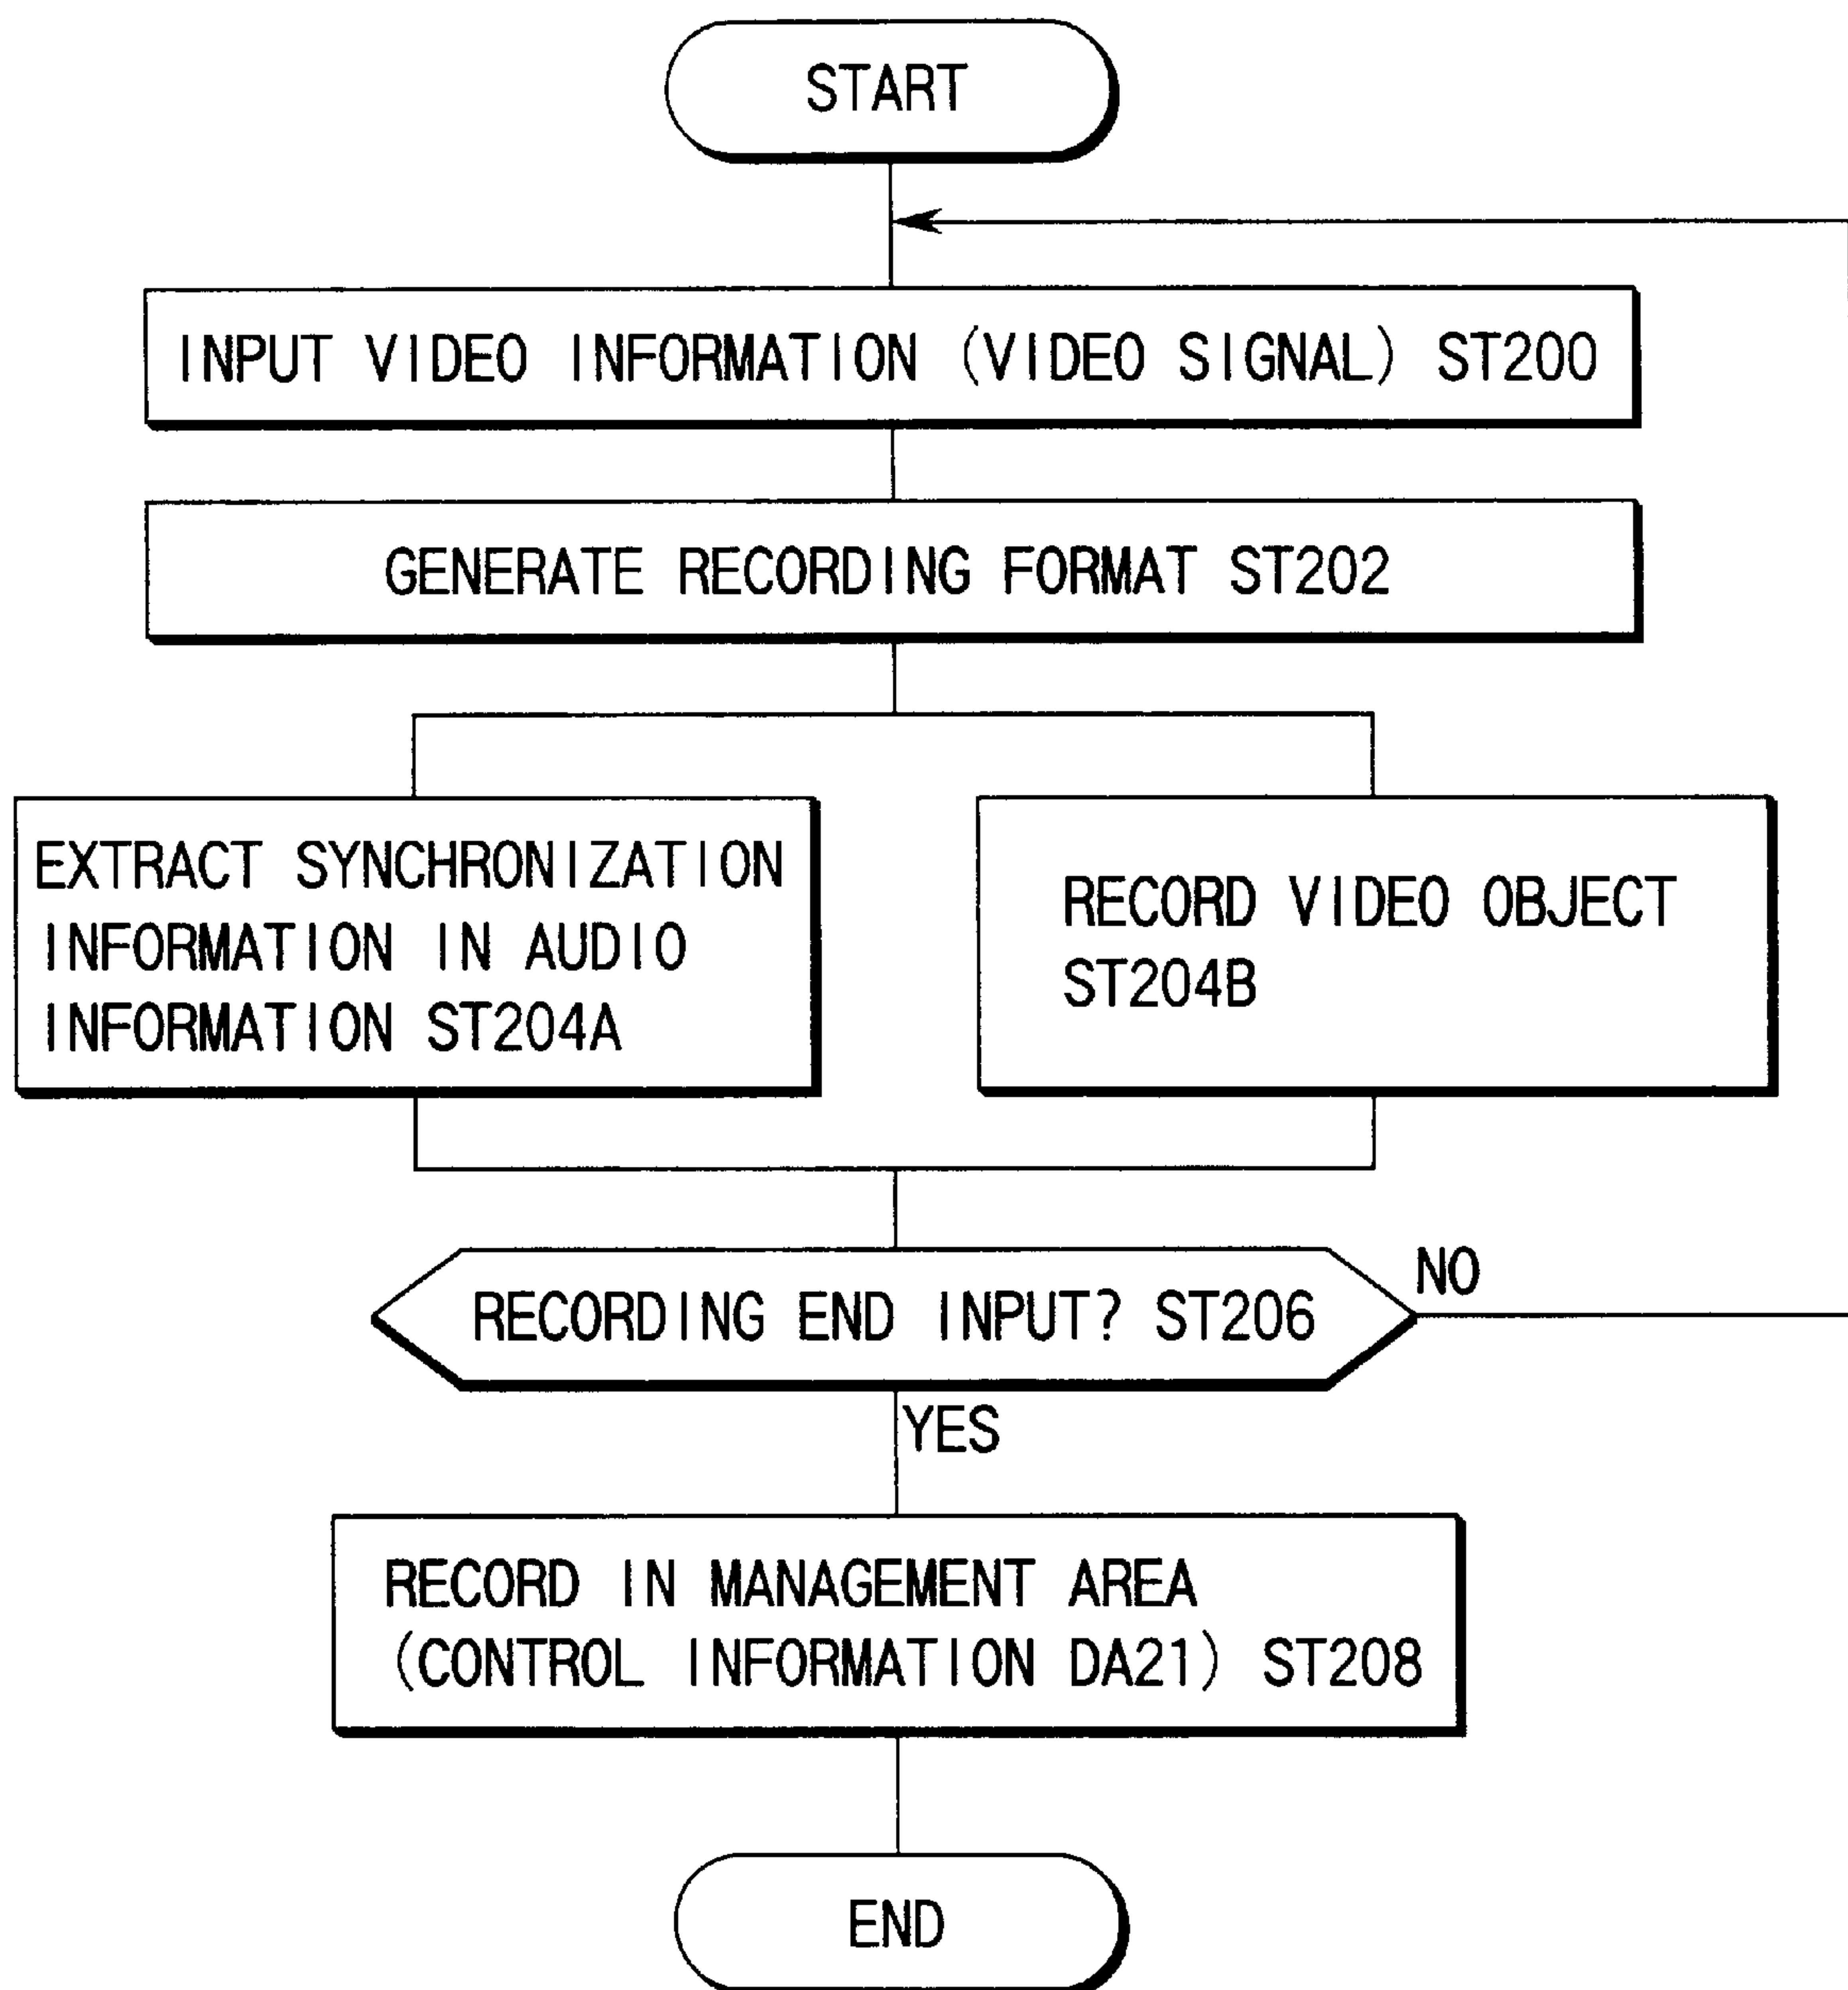 START
INPUT VIDEO INFORMATION (VIDEO SIGNAL) ST200
GENERATE RECORDING FORMAT ST202
EXTRACT SYNCHRONIZATION
INFORMATION IN AUDIO
INFORMATION ST204A
RECORD VIDEO OBJECT
ST204B
RECORDING END INPUT? ST206
NO
YES
RECORD IN MANAGEMENT AREA
(CONTROL INFORMATION DA21) ST208
END